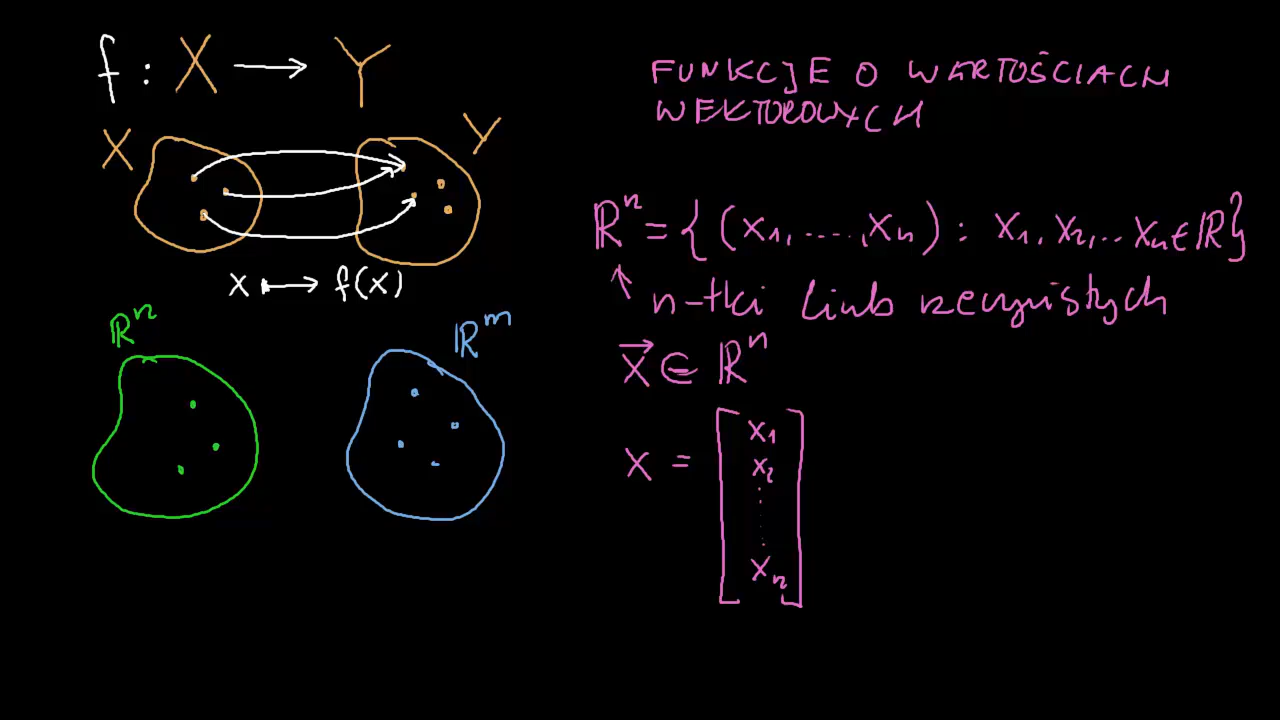 f : X → Y
X
Y
x ↦ f(x)
ℝⁿ
ℝᵐ
FUNKCJE O WARTOŚCIACH
WEKTOROWYCH
ℝⁿ = { (x₁, ...., xₙ) : x₁, x₂, ... xₙ ∈ ℝ }
↑ n-tki liczb rzeczywistych
x⃗ ∈ ℝⁿ
x = [ x₁
x₂
⋮
xₙ ]